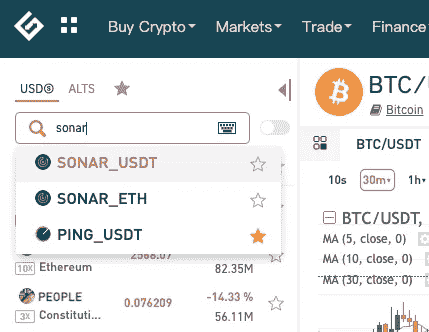 Buy Crypto Markets Trade Finance
USDⓈ ALTS
BTC/U
Bitcoin
sonar
BTC/USDT
SONAR_USDT
10s 30m 1h
SONAR_ETH
BTC/USDT,
PING_USDT
MA (5, close, 0)
2568.07
10X Ethereum 82.35M
MA (10, close, 0)
MA (30, close, 0)
PEOPLE 0.076209 -14.33 %
3X Constituti... 56.11M